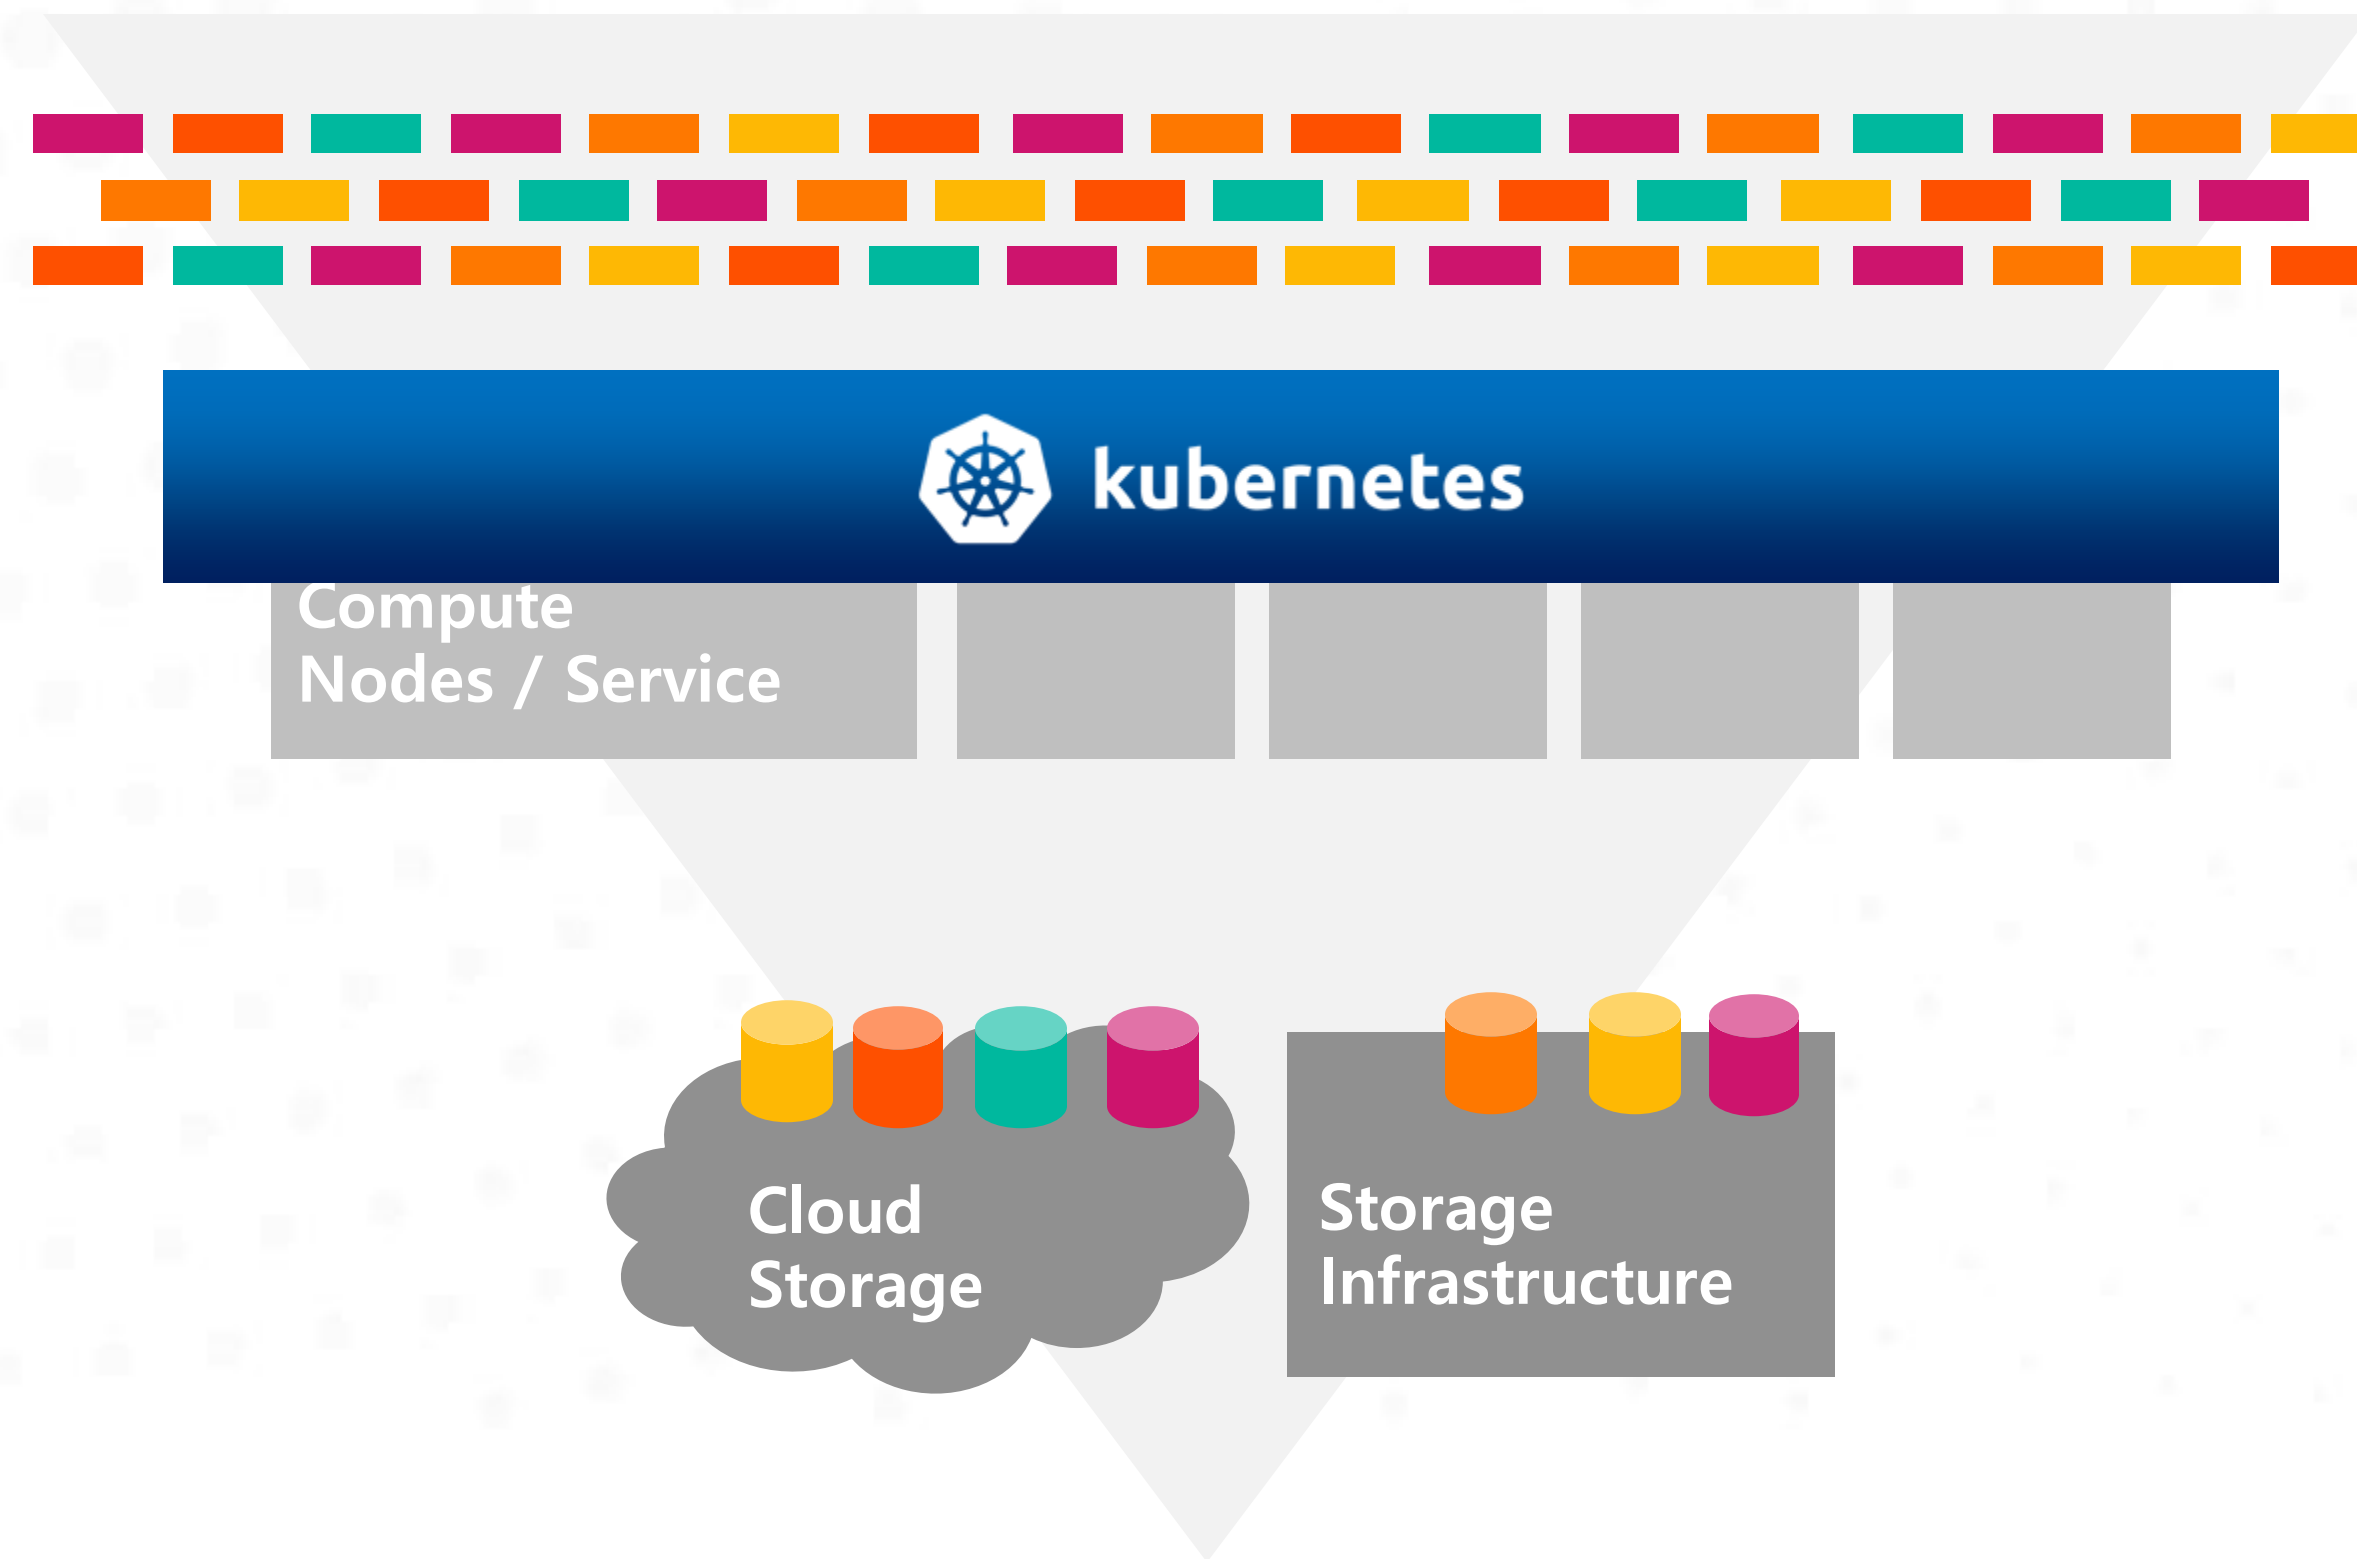 kubernetes
Compute
Nodes / Service
Cloud
Storage
Storage
Infrastructure